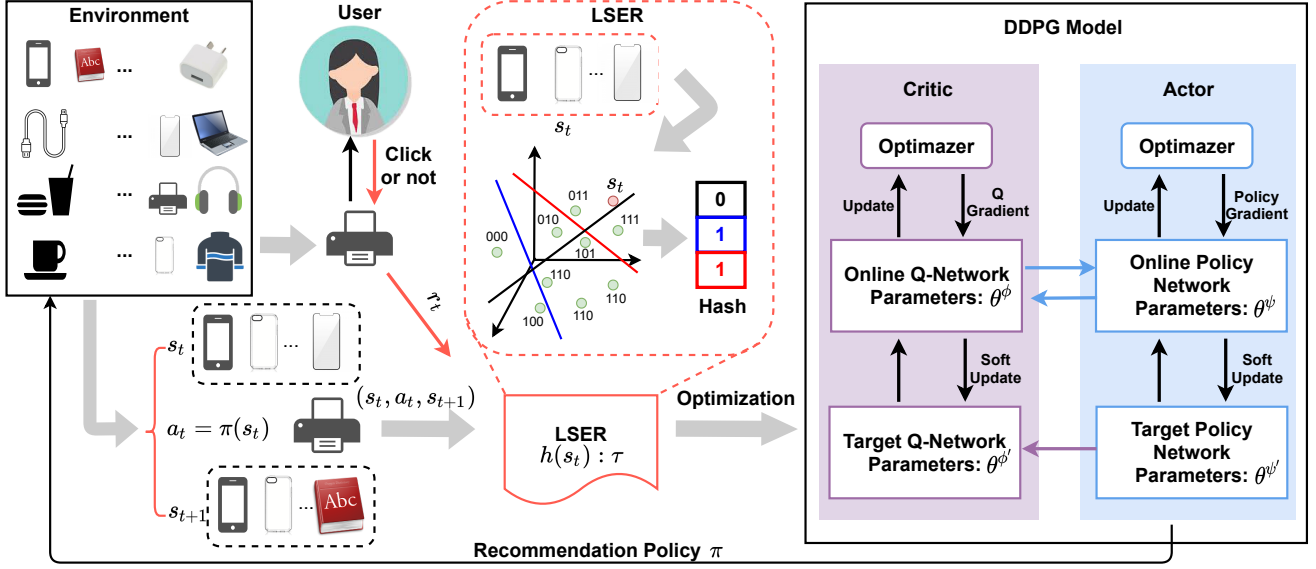 Environment
Abc
...
...
...
...
User
Click
or not
r_t
LSER
...
s_t
s_t
011
010
111
000
101
110
110
100
110
0
1
1
Hash
s_t
...
a_t = π(s_t)
(s_t, a_t, s_{t+1})
s_{t+1}
...
Abc
LSER
h(s_t) : τ
Optimization
DDPG Model
Critic
Optimazer
Update
Q
Gradient
Online Q-Network
Parameters: θ^ϕ
Soft
Update
Target Q-Network
Parameters: θ^{ϕ'}
Actor
Optimazer
Update
Policy
Gradient
Online Policy
Network
Parameters: θ^ψ
Soft
Update
Target Policy
Network
Parameters: θ^{ψ'}
Recommendation Policy π